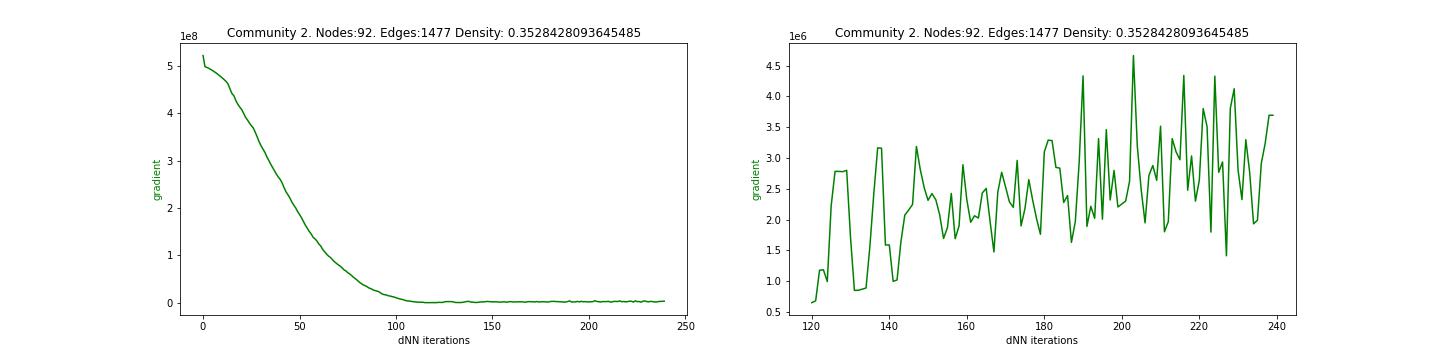 Community 2. Nodes:92. Edges:1477 Density: 0.3528428093645485
1e8
5
4
3
2
1
0
gradient
0 50 100 150 200 250
dNN iterations
Community 2. Nodes:92. Edges:1477 Density: 0.3528428093645485
1e6
4.5
4.0
3.5
3.0
2.5
2.0
1.5
1.0
0.5
gradient
120 140 160 180 200 220 240
dNN iterations